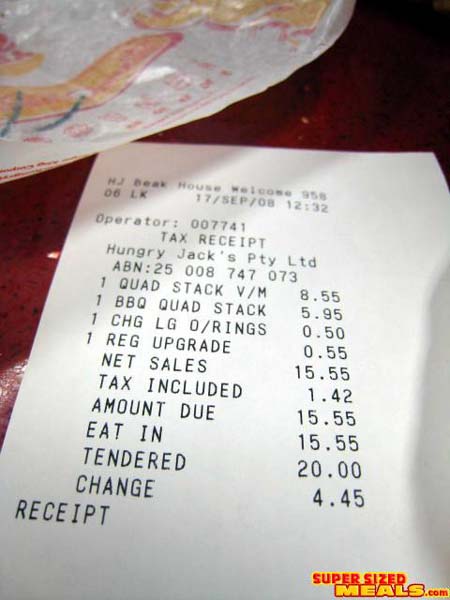 HJ Beak House Welcome 958
06 LK 17/SEP/08 12:32
Operator: 007741
TAX RECEIPT
Hungry Jack's Pty Ltd
ABN:25 008 747 073
1 QUAD STACK V/M 8.55
1 BBQ QUAD STACK 5.95
1 CHG LG O/RINGS 0.50
1 REG UPGRADE 0.55
NET SALES 15.55
TAX INCLUDED 1.42
AMOUNT DUE 15.55
EAT IN 15.55
TENDERED 20.00
CHANGE 4.45
RECEIPT
SUPER SIZED
MEALS.com